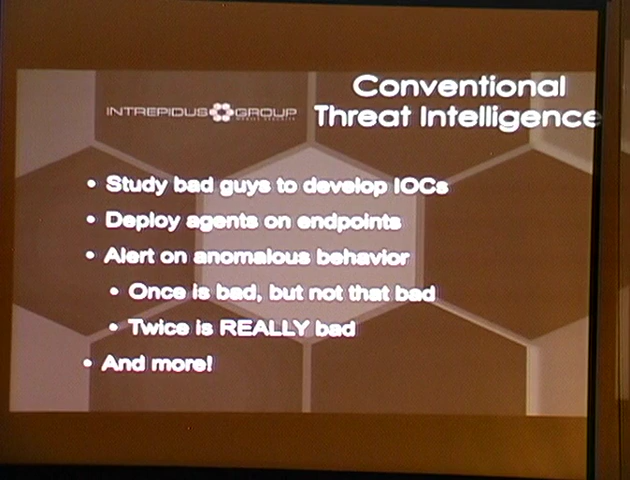 INTREPIDUS GROUP
Conventional
Threat Intelligence
• Study bad guys to develop IOCs
• Deploy agents on endpoints
• Alert on anomalous behavior
• Once is bad, but not that bad
• Twice is REALLY bad
• And more!